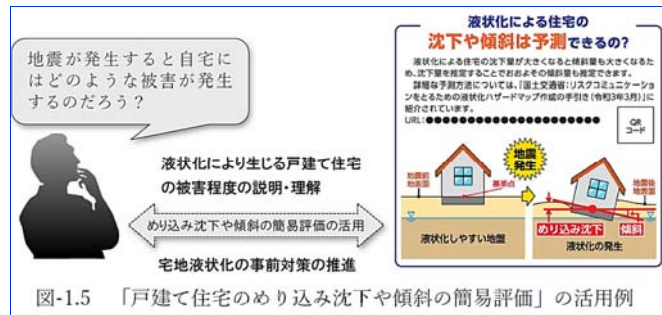 地震が発生すると自宅に
はどのような被害が発生
するのだろう?
液状化により生じる戸建て住宅
の被害程度の説明・理解
めり込み沈下や傾斜の簡易評価の活用
宅地液状化の事前対策の推進
液状化による住宅の
沈下や傾斜は予測できるの?
液状化による住宅の沈下量が大きくなると傾斜量も大きくなるた
め、沈下量を推定することでおおよその傾斜量も推定できます。
詳細な予測方法については、「国土交通省:リスクコミュニケーション
をとるための液状化ハザードマップ作成の手引き(令和3年3月)」に
紹介されています。
URL:●●●●●●●●●●●●●●●●●●●●●
QR
コード
地震
発生
地震前
地表面
基準点
地震後
地表面
めり込み沈下
傾斜
液状化しやすい地盤
液状化の発生
図-1.5 「戸建て住宅のめり込み沈下や傾斜の簡易評価」の活用例